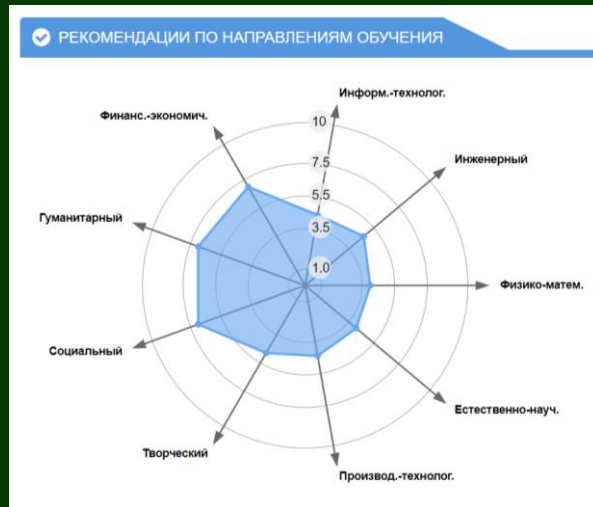 РЕКОМЕНДАЦИИ ПО НАПРАВЛЕНИЯМ ОБУЧЕНИЯ
Информ.-технолог.
Финанс.-экономич.
10
Инженерный
7.5
5.5
Гуманитарный
3.5
1.0
Физико-матем.
Социальный
Естественно-науч.
Творческий
Производ.-технолог.